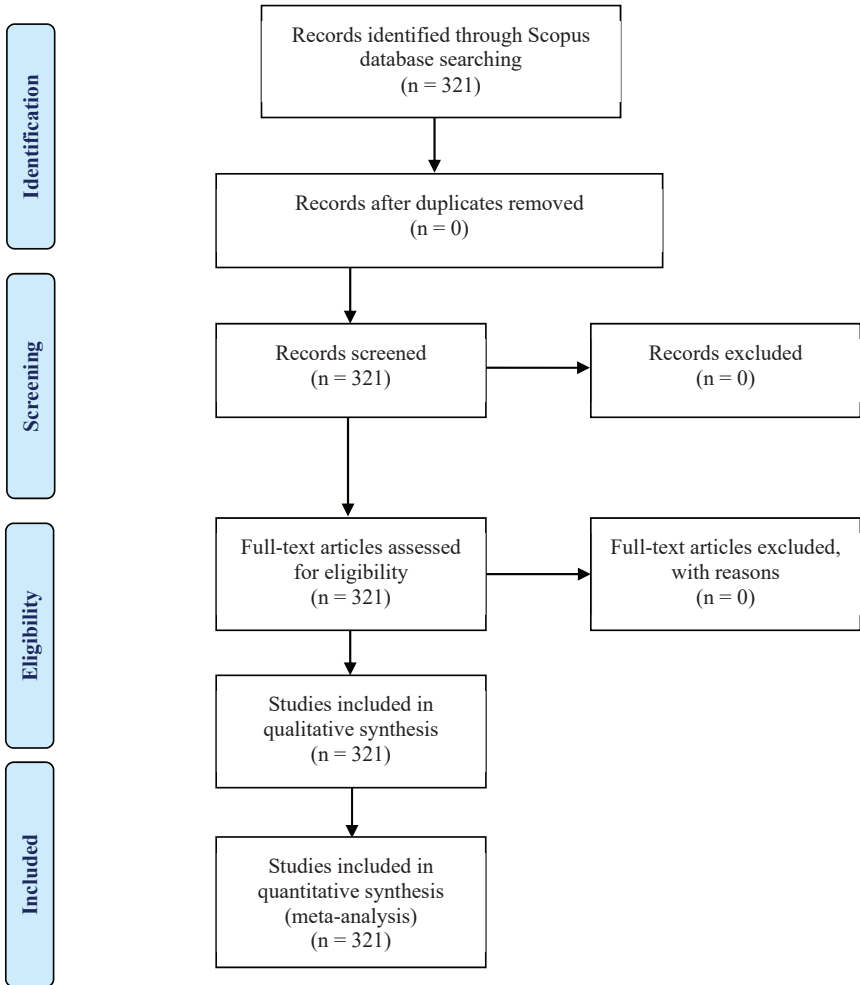 Identification
Records identified through Scopus
database searching
(n = 321)
Records after duplicates removed
(n = 0)
Screening
Records screened
(n = 321)
Records excluded
(n = 0)
Eligibility
Full-text articles assessed
for eligibility
(n = 321)
Full-text articles excluded,
with reasons
(n = 0)
Studies included in
qualitative synthesis
(n = 321)
Included
Studies included in
quantitative synthesis
(meta-analysis)
(n = 321)